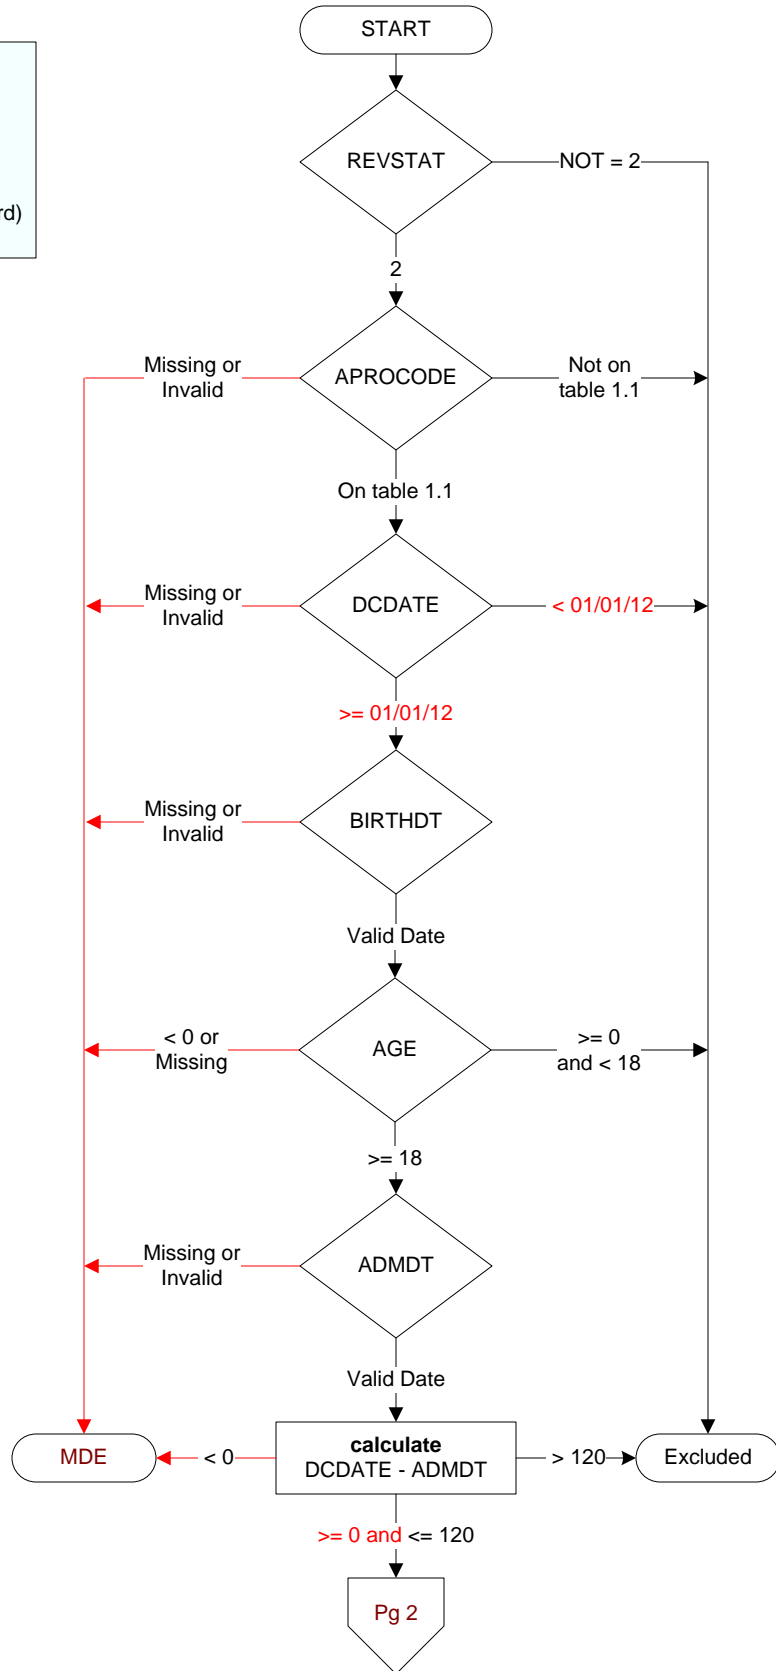 START
rd)
REVSTAT
NOT = 2
2
Missing or
Invalid
APROCODE
Not on
table 1.1
On table 1.1
Missing or
Invalid
DCDATE
< 01/01/12
>= 01/01/12
Missing or
Invalid
BIRTHDT
Valid Date
< 0 or
Missing
AGE
>= 0
and < 18
>= 18
Missing or
Invalid
ADMDT
Valid Date
MDE
< 0
calculate
DCDATE - ADMDT
> 120
Excluded
>= 0 and <= 120
Pg 2